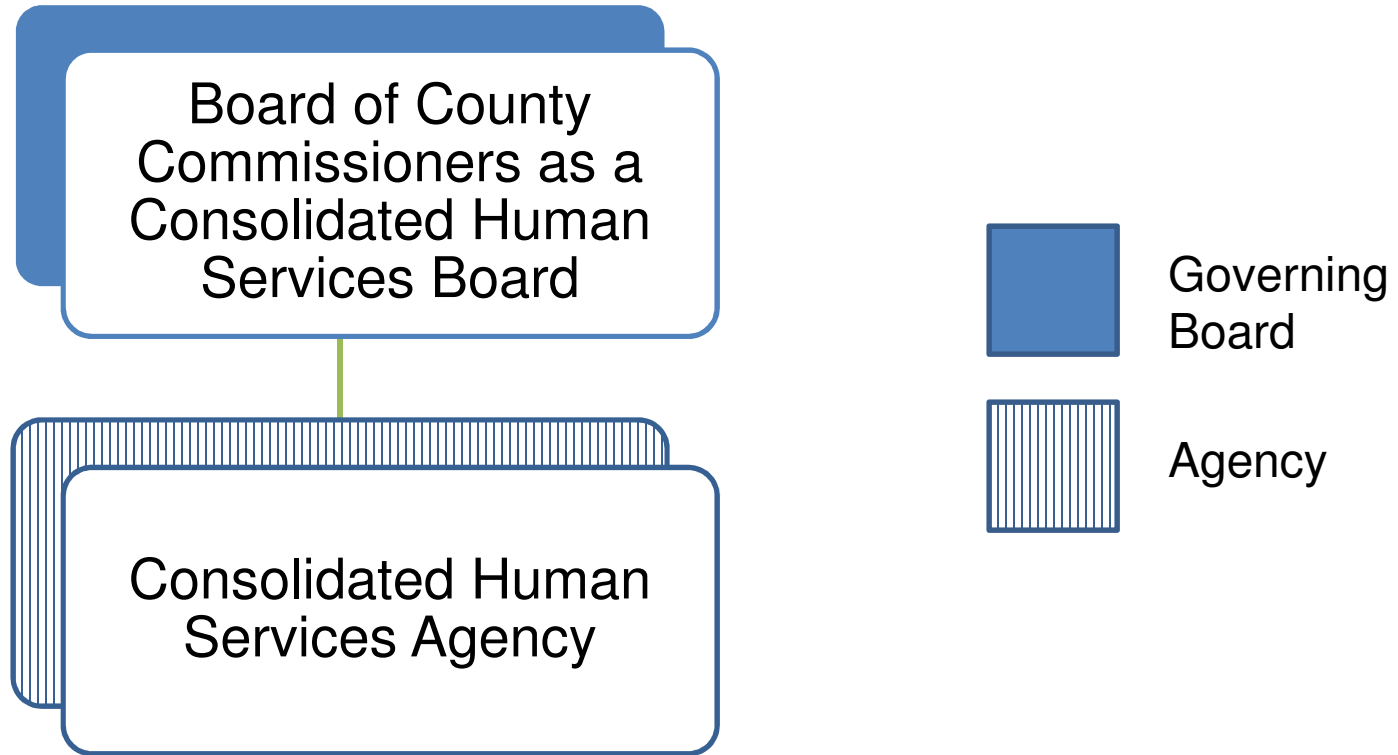 Board of County
Commissioners as a
Consolidated Human
Services Board
Governing
Board
Agency
Consolidated Human
Services Agency